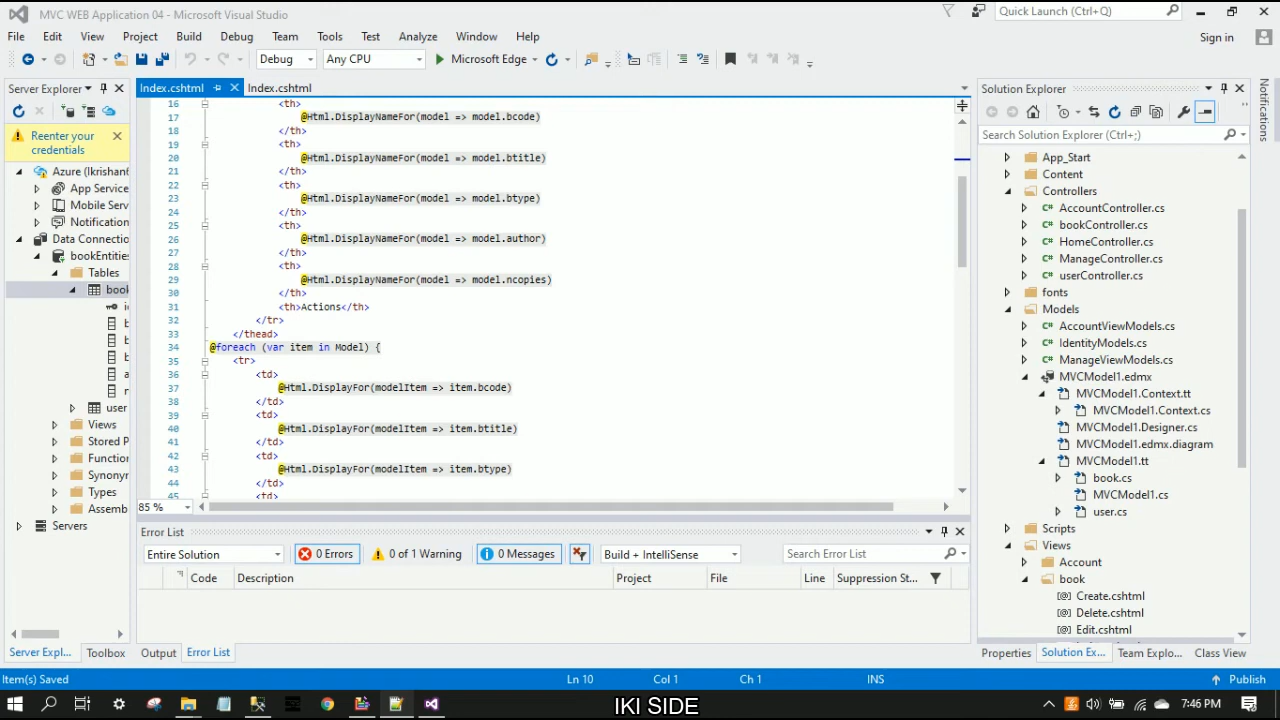 MVC WEB Application 04 - Microsoft Visual Studio
Quick Launch (Ctrl+Q)
File Edit View Project Build Debug Team Tools Test Analyze Window Help
Sign in
Debug Any CPU Microsoft Edge
Server Explorer
Index.cshtml Index.cshtml
Solution Explorer
Notifications
Reenter your
credentials
Azure (lkrishan6
App Service
Mobile Serv
Notification
Data Connectio
bookEntities
Tables
book
user
Views
Stored P
Function
Synonyn
Types
Assemb
Servers
16 <th>
17 @Html.DisplayNameFor(model => model.bcode)
18 </th>
19 <th>
20 @Html.DisplayNameFor(model => model.btitle)
21 </th>
22 <th>
23 @Html.DisplayNameFor(model => model.btype)
24 </th>
25 <th>
26 @Html.DisplayNameFor(model => model.author)
27 </th>
28 <th>
29 @Html.DisplayNameFor(model => model.ncopies)
30 </th>
31 <th>Actions</th>
32 </tr>
33 </thead>
34 @foreach (var item in Model) {
35 <tr>
36 <td>
37 @Html.DisplayFor(modelItem => item.bcode)
38 </td>
39 <td>
40 @Html.DisplayFor(modelItem => item.btitle)
41 </td>
42 <td>
43 @Html.DisplayFor(modelItem => item.btype)
44 </td>
45 <td>
85 %
Search Solution Explorer (Ctrl+;)
App_Start
Content
Controllers
AccountController.cs
bookController.cs
HomeController.cs
ManageController.cs
userController.cs
fonts
Models
AccountViewModels.cs
IdentityModels.cs
ManageViewModels.cs
MVCModel1.edmx
MVCModel1.Context.tt
MVCModel1.Context.cs
MVCModel1.Designer.cs
MVCModel1.edmx.diagram
MVCModel1.tt
book.cs
MVCModel1.cs
user.cs
Scripts
Views
Account
book
Create.cshtml
Delete.cshtml
Edit.cshtml
Error List
Entire Solution 0 Errors 0 of 1 Warning 0 Messages Build + IntelliSense Search Error List
Code Description Project File Line Suppression St...
Server Expl... Toolbox Output Error List
Properties Solution Ex... Team Explo... Class View
Item(s) Saved Ln 10 Col 1 Ch 1 INS Publish
IKI SIDE
7:46 PM